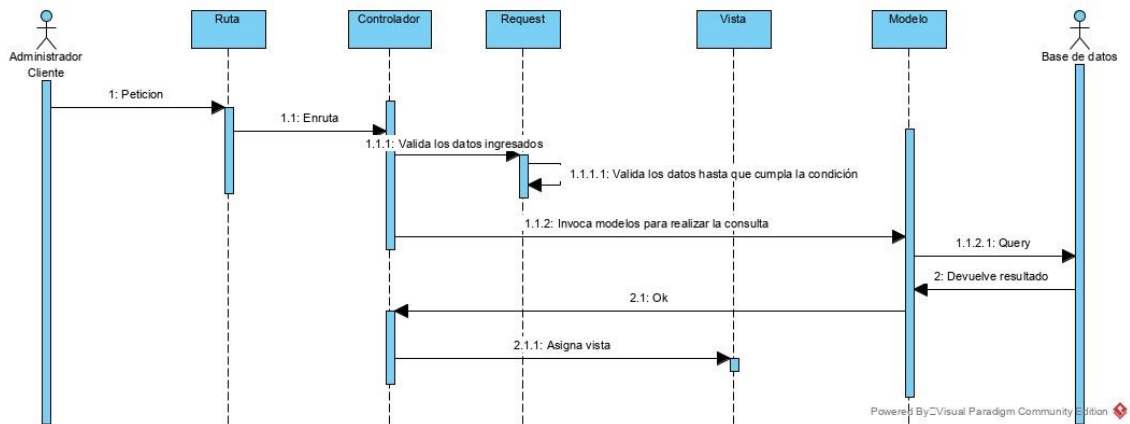 Ruta
Controlador
Request
Vista
Modelo
Administrador
Cliente
Base de datos
1: Peticion
1.1: Enruta
1.1.1: Valida los datos ingresados
1.1.1.1: Valida los datos hasta que cumpla la condición
1.1.2: Invoca modelos para realizar la consulta
1.1.2.1: Query
2: Devuelve resultado
2.1: Ok
2.1.1: Asigna vista
Powered By Visual Paradigm Community Edition